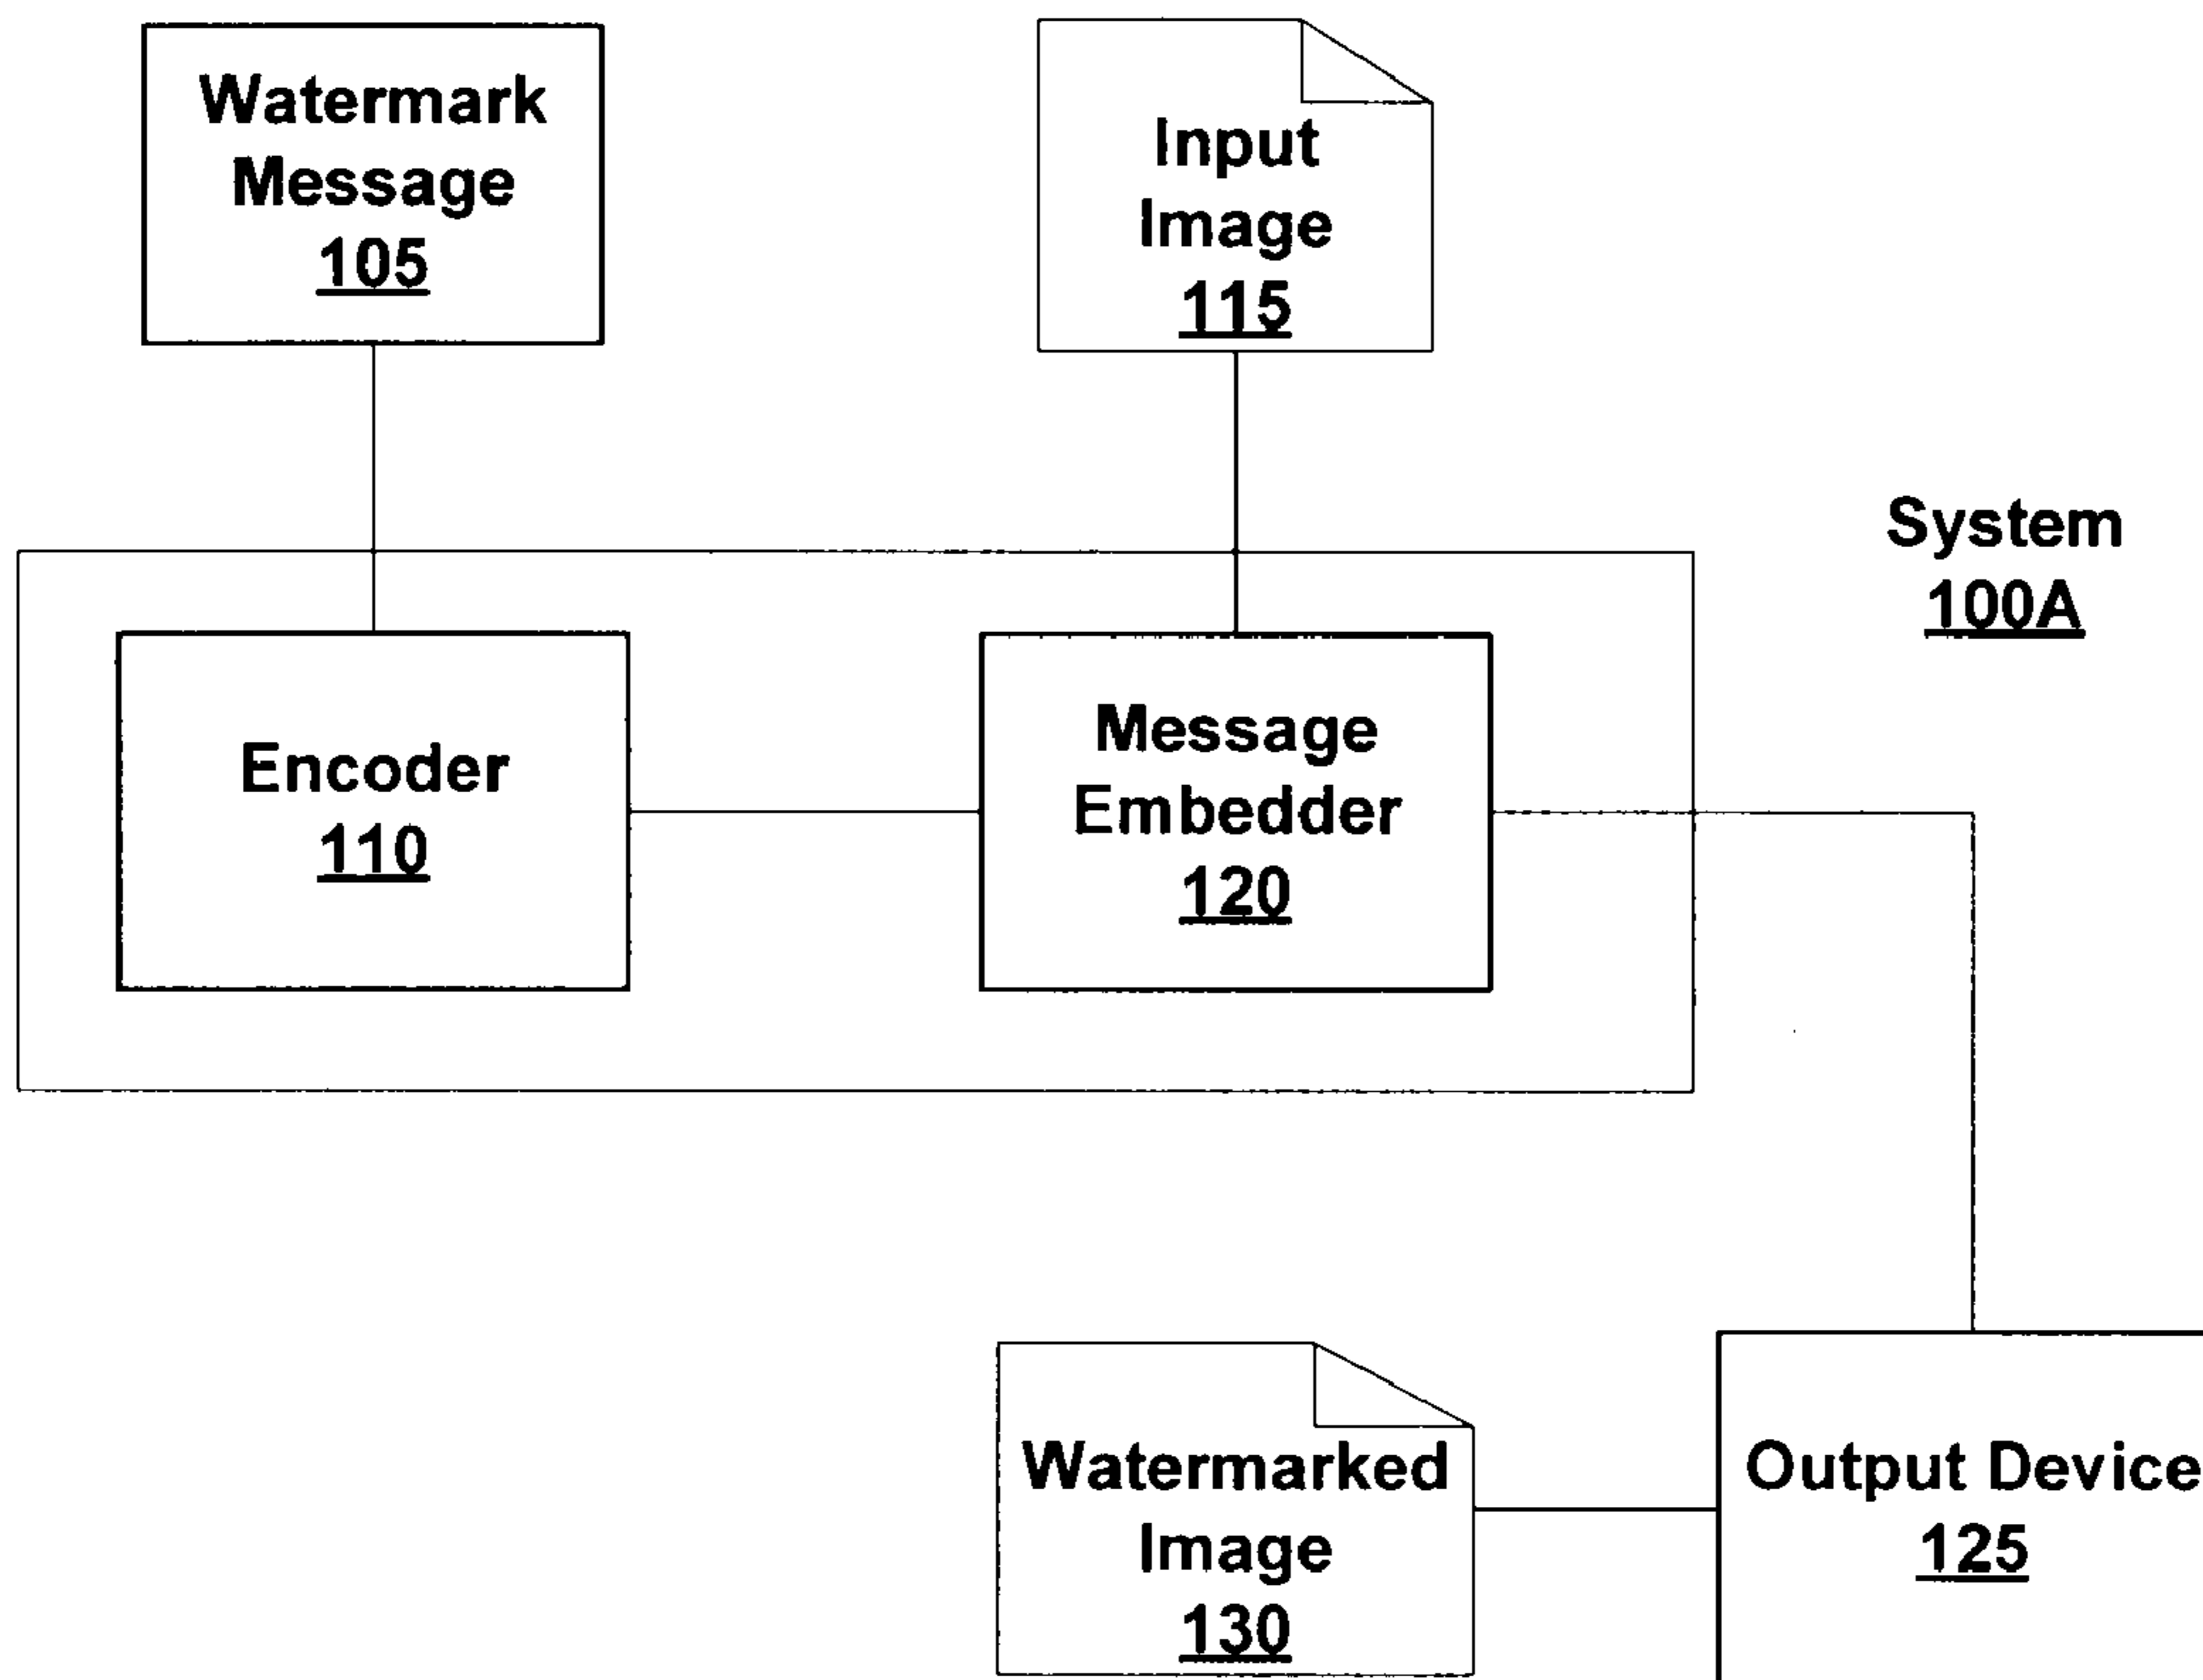 Watermark
Message
105
Input
Image
115
System
100A
Encoder
110
Message
Embedder
120
Watermarked
Image
130
Output Device
125